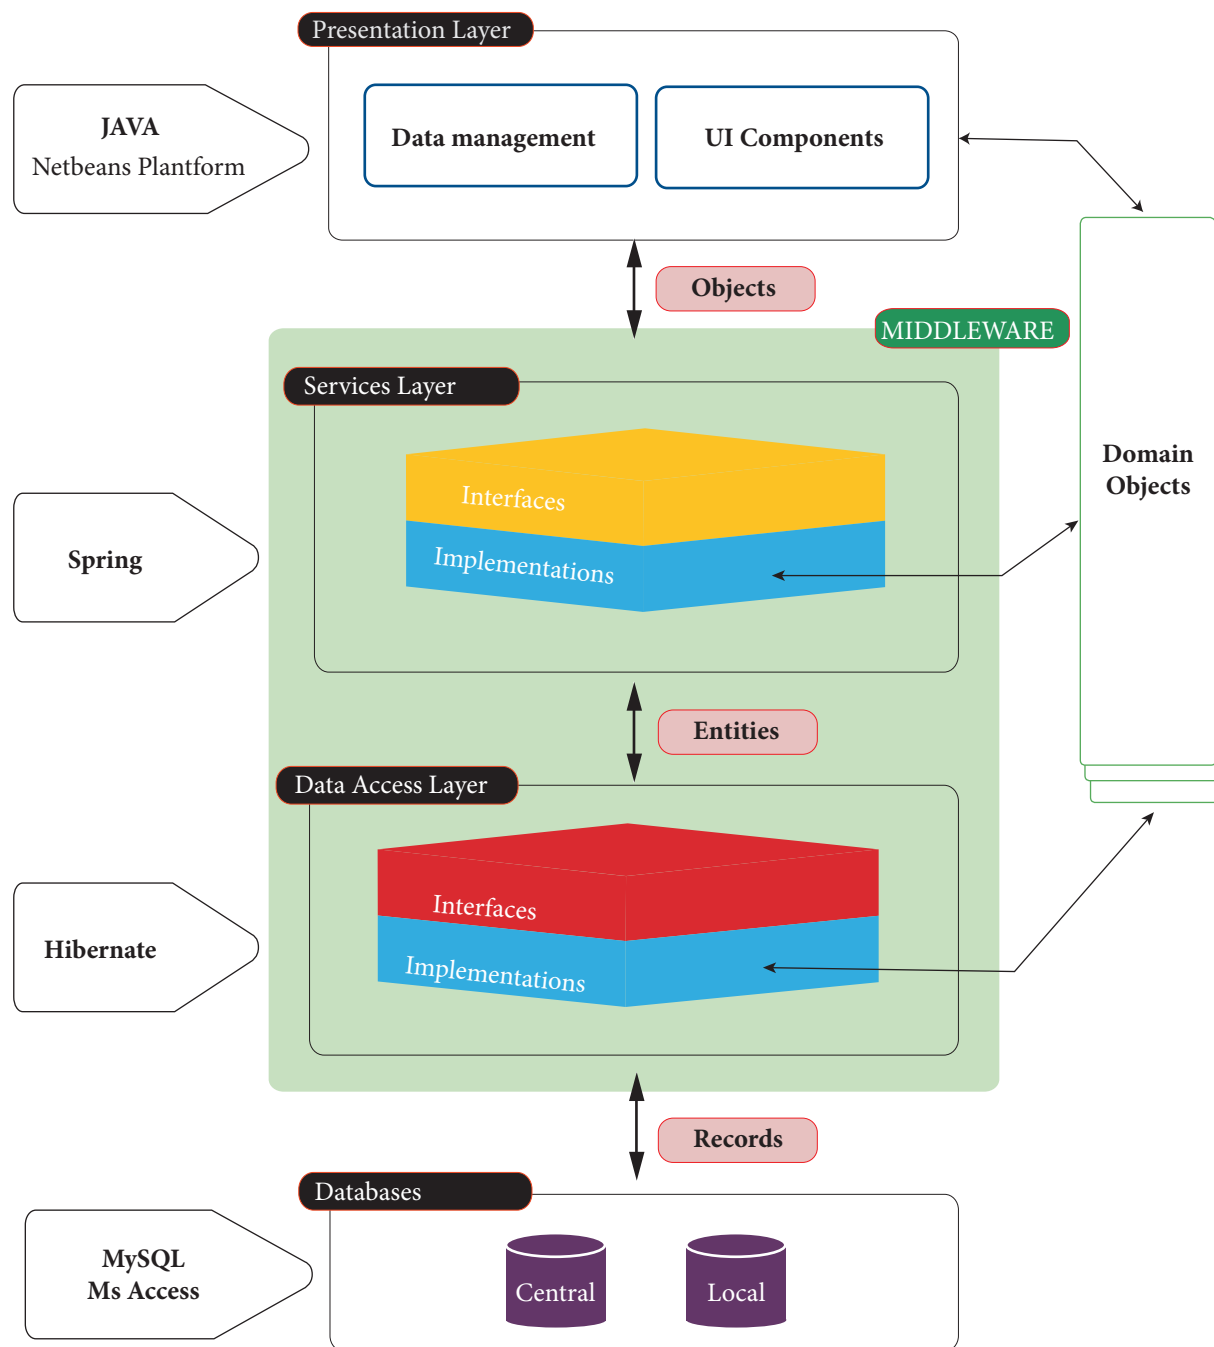 Presentation Layer
JAVA
Netbeans Plantform
Data management
UI Components
Objects
MIDDLEWARE
Services Layer
Interfaces
Implementations
Spring
Domain
Objects
Entities
Data Access Layer
Interfaces
Implementations
Hibernate
Records
Databases
MySQL
Ms Access
Central
Local